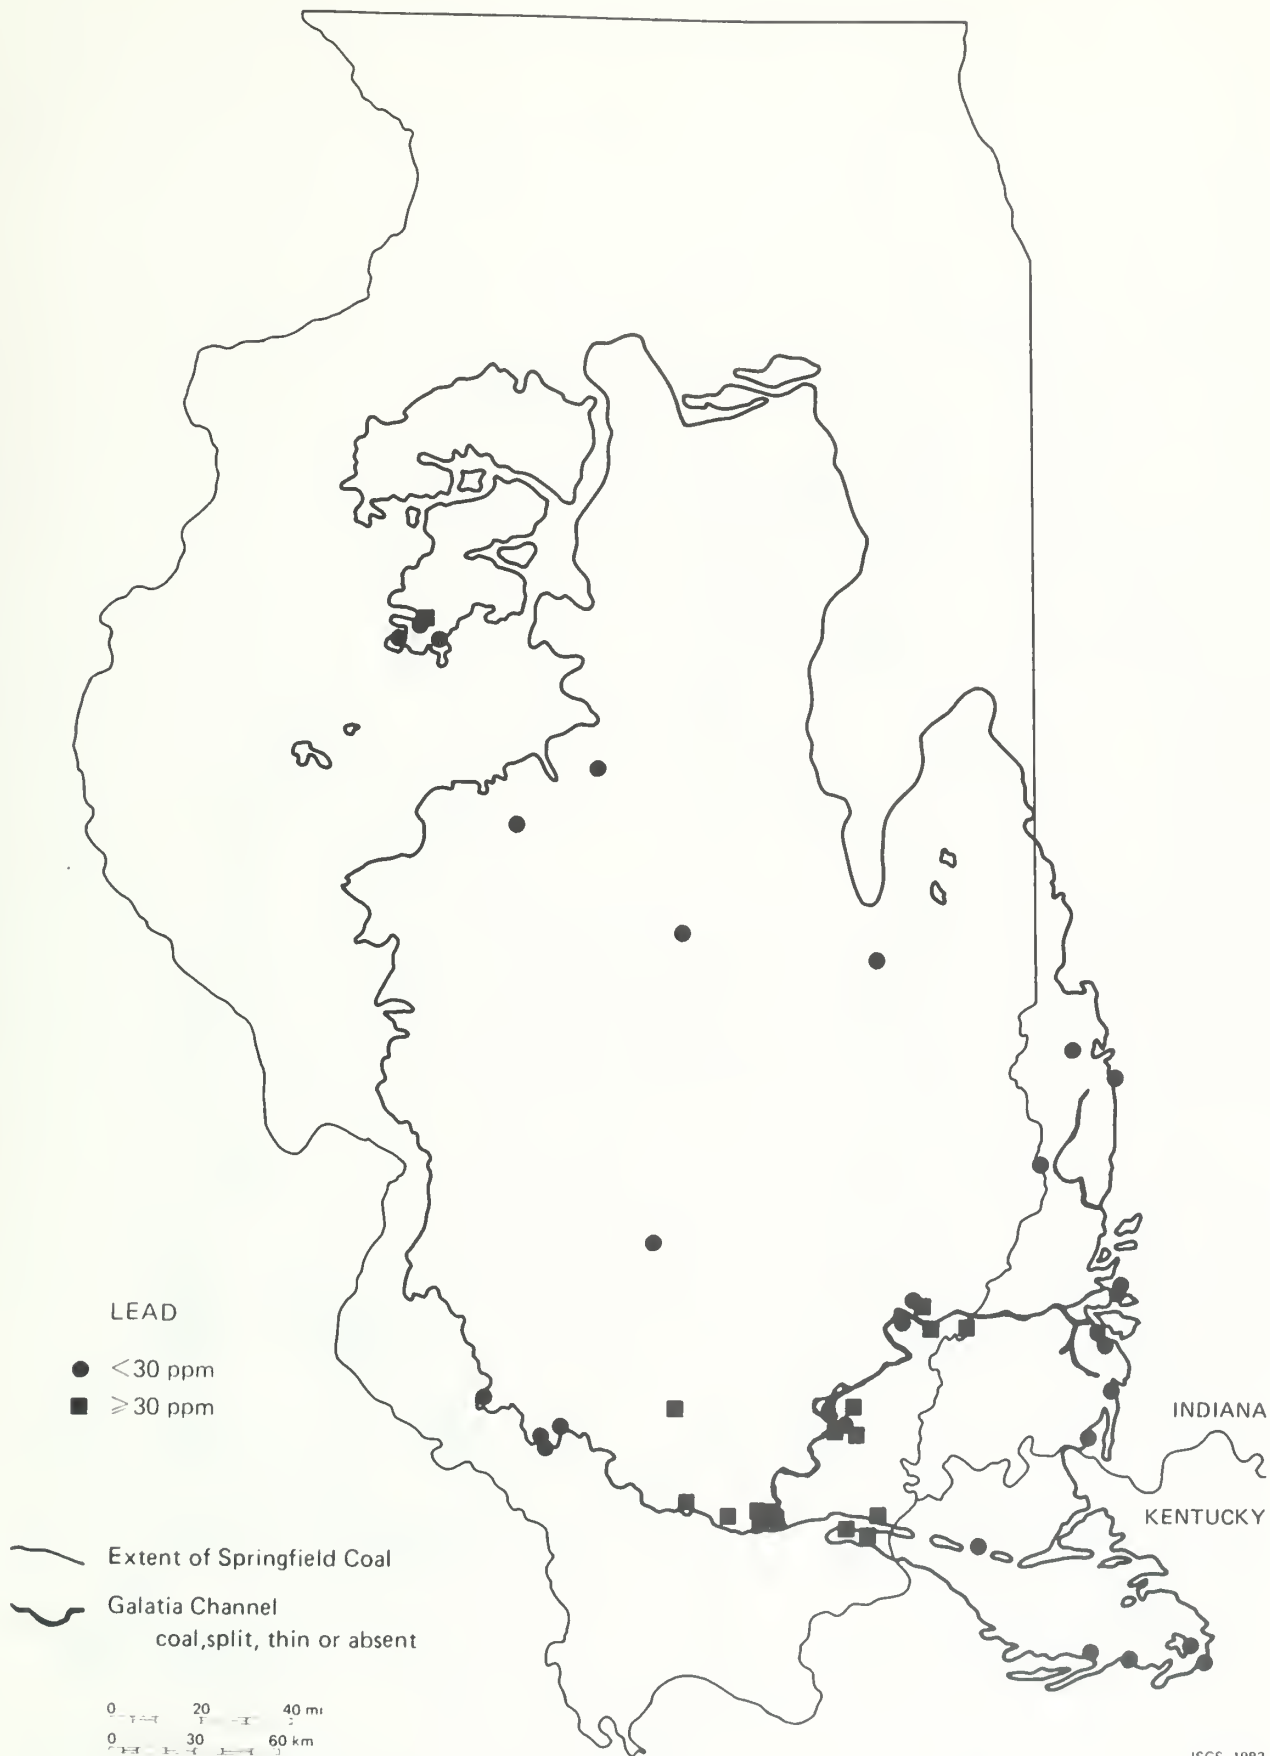 LEAD
<30 ppm
⩾30 ppm
INDIANA
KENTUCKY
Extent of Springfield Coal
Galatia Channel
coal,split, thin or absent
0 20 40 mi
0 30 60 km